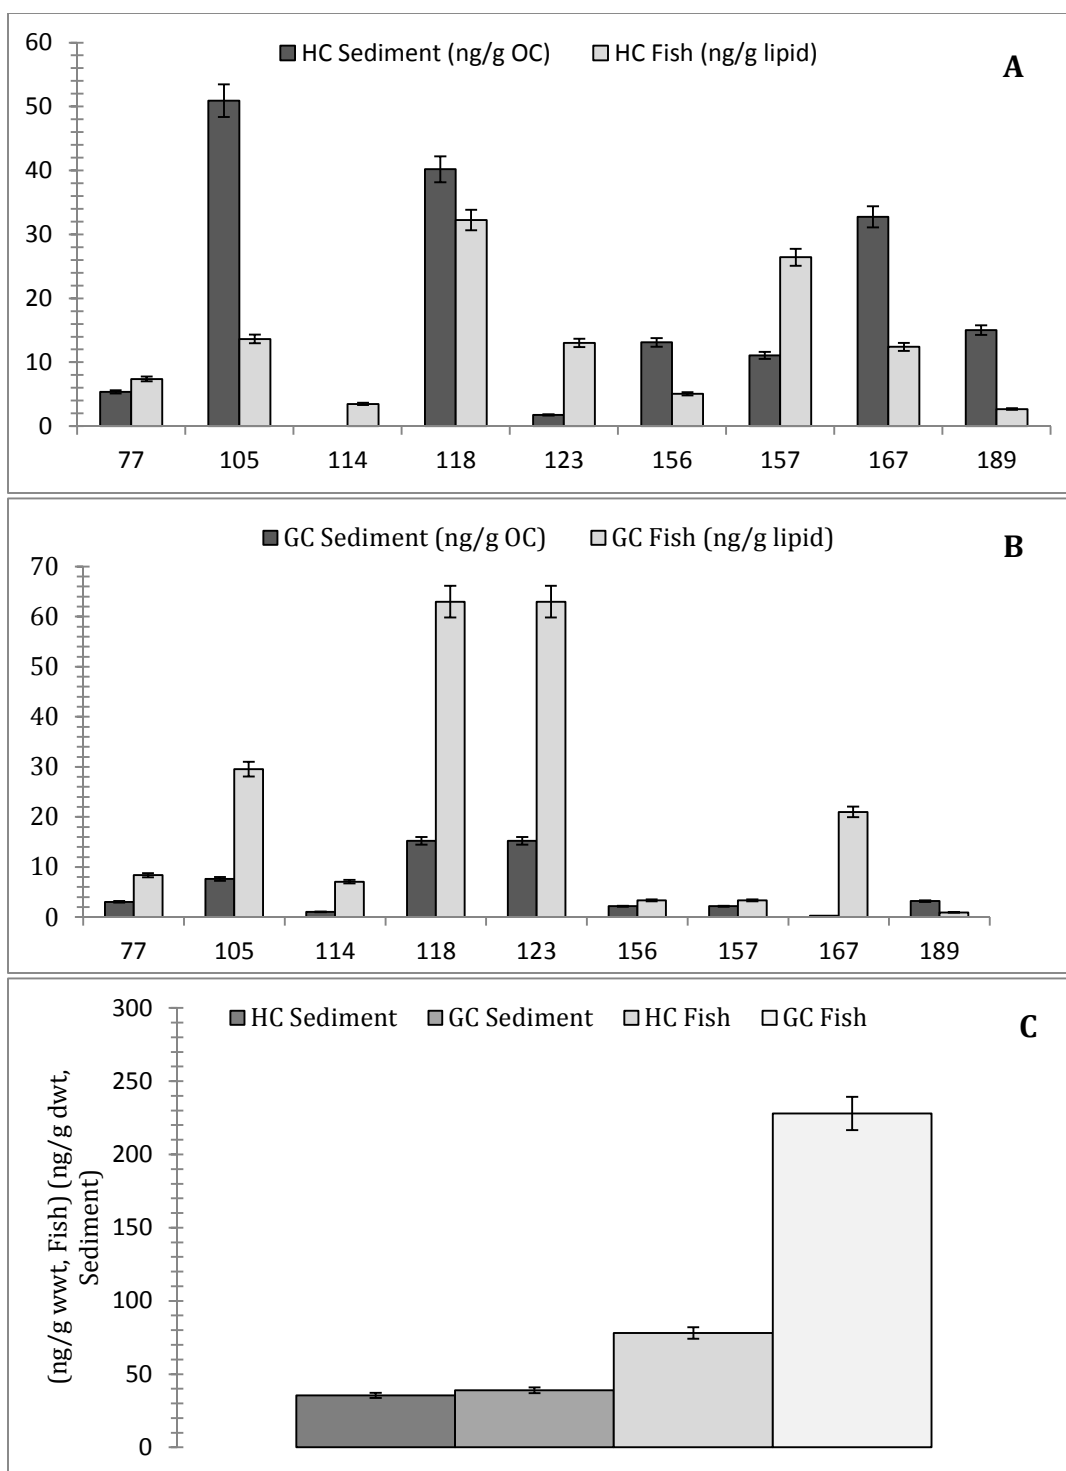 HC Sediment (ng/g OC) HC Fish (ng/g lipid)
A
60
50
40
30
20
10
0
77 105 114 118 123 156 157 167 189
GC Sediment (ng/g OC) GC Fish (ng/g lipid)
B
70
60
50
40
30
20
10
0
77 105 114 118 123 156 157 167 189
HC Sediment GC Sediment HC Fish GC Fish
C
(ng/g wwt, Fish) (ng/g dwt,
Sediment)
300
250
200
150
100
50
0